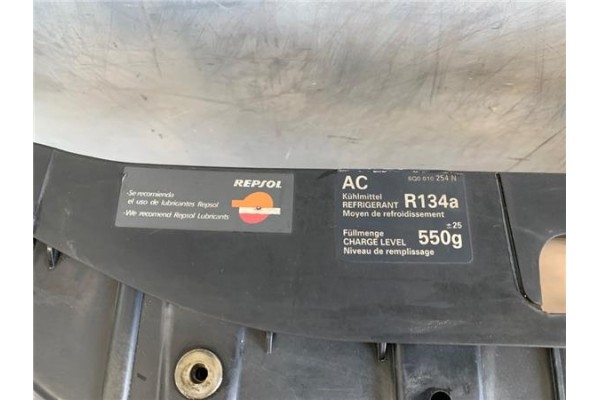 REPSOL
-Se recomienda
el uso de lubricantes Repsol
-We recommend Repsol Lubricants
AC
6Q0 010 254 N
Kühlmittel
REFRIGERANT R134a
Moyen de refroidissement
±25
Füllmenge
CHARGE LEVEL 550g
Niveau de remplissage